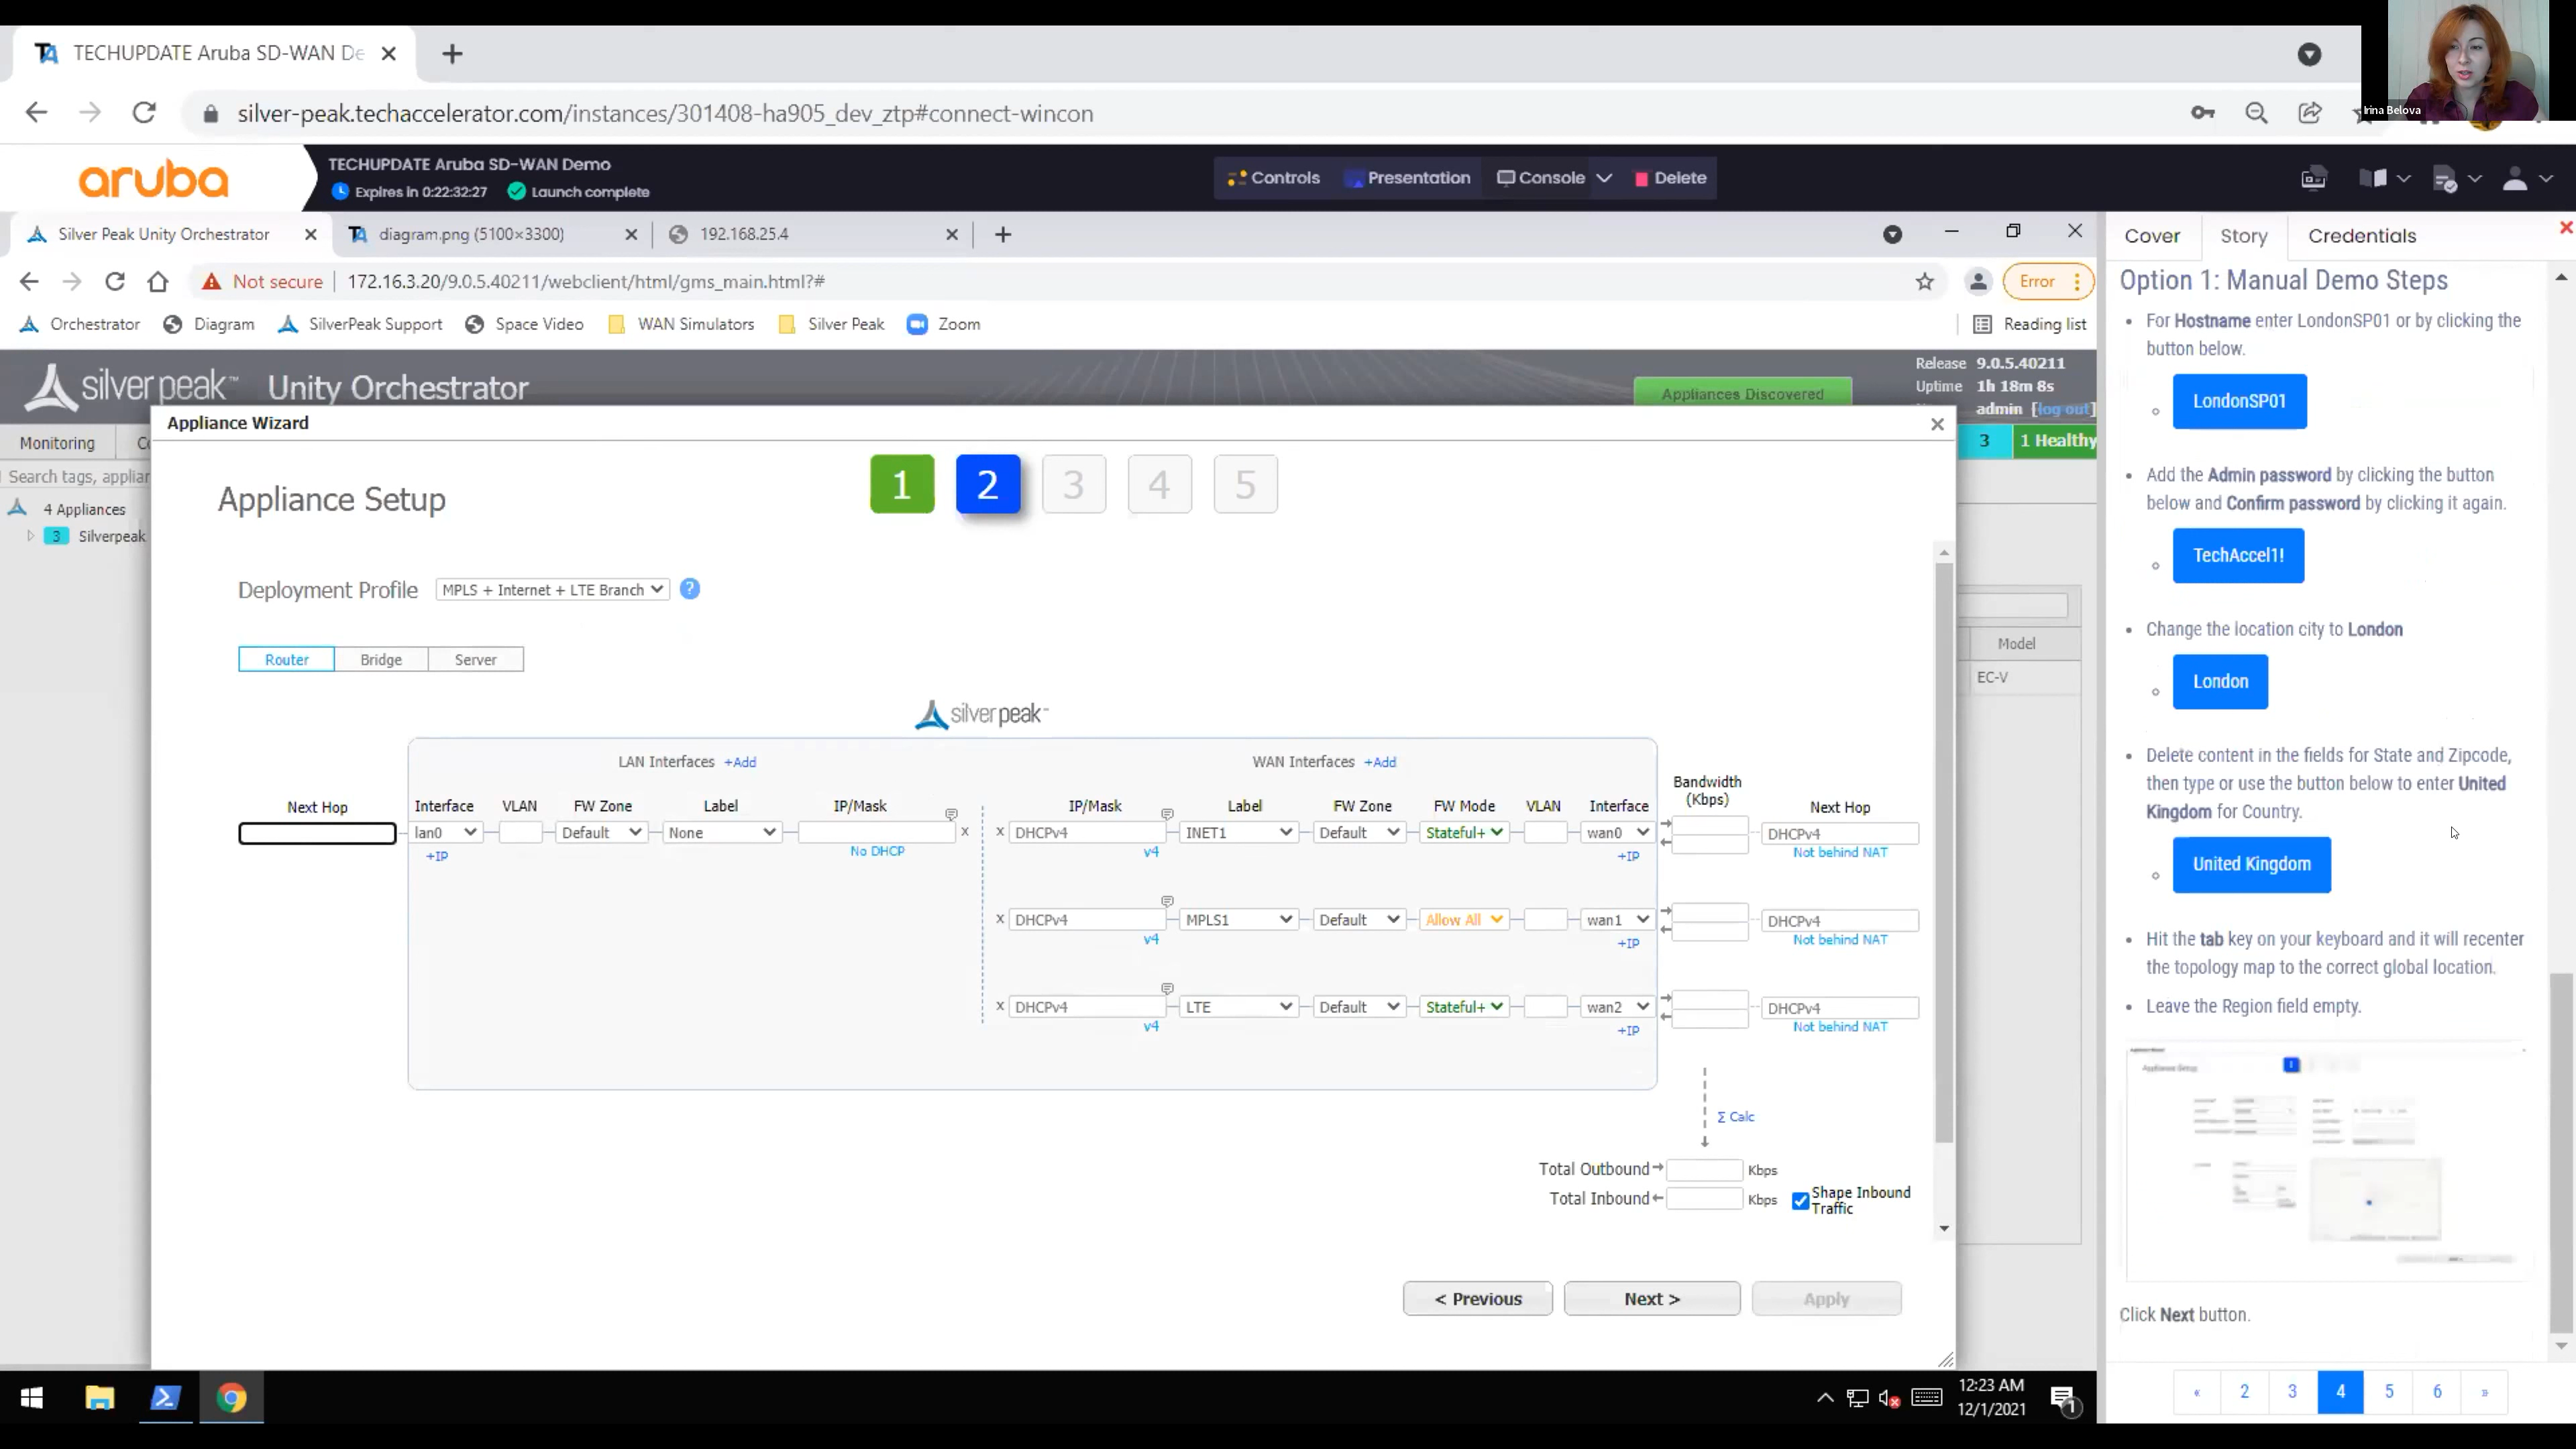 TECHUPDATE Aruba SD-WAN De
silver-peak.techaccelerator.com/instances/301408-ha905_dev_ztp#connect-wincon
Irina Belova
aruba
TECHUPDATE Aruba SD-WAN Demo
Expires in 0:22:32:27
Launch complete
Controls
Presentation
Console
Delete
Silver Peak Unity Orchestrator
diagram.png (5100×3300)
192.168.25.4
Not secure
172.16.3.20/9.0.5.40211/webclient/html/gms_main.html?#
Error
Orchestrator
Diagram
SilverPeak Support
Space Video
WAN Simulators
Silver Peak
Zoom
Reading list
silver peak™
Unity Orchestrator
Appliances Discovered
Release 9.0.5.40211
Uptime 1h 18m 8s
admin [log out]
Monitoring
3
1 Healthy
Search tags, applian
4 Appliances
3 Silverpeak
Model
EC-V
Appliance Wizard
Appliance Setup
1 2 3 4 5
Deployment Profile
MPLS + Internet + LTE Branch
?
Router Bridge Server
silver peak™
LAN Interfaces +Add
WAN Interfaces +Add
Bandwidth
(Kbps)
Next Hop Interface VLAN FW Zone Label IP/Mask IP/Mask Label FW Zone FW Mode VLAN Interface Next Hop
lan0 Default None x x DHCPv4 INET1 Default Stateful+ wan0 DHCPv4
+IP No DHCP v4 +IP Not behind NAT
x DHCPv4 MPLS1 Default Allow All wan1 DHCPv4
v4 +IP Not behind NAT
x DHCPv4 LTE Default Stateful+ wan2 DHCPv4
v4 +IP Not behind NAT
Σ Calc
Total Outbound Kbps
Total Inbound Kbps
Shape Inbound
Traffic
< Previous
Next >
Apply
Cover
Story
Credentials
Option 1: Manual Demo Steps
For Hostname enter LondonSP01 or by clicking the
button below.
LondonSP01
Add the Admin password by clicking the button
below and Confirm password by clicking it again.
TechAccel1!
Change the location city to London
London
Delete content in the fields for State and Zipcode,
then type or use the button below to enter United
Kingdom for Country.
United Kingdom
Hit the tab key on your keyboard and it will recenter
the topology map to the correct global location.
Leave the Region field empty.
Click Next button.
« 2 3 4 5 6 »
12:23 AM
12/1/2021
1